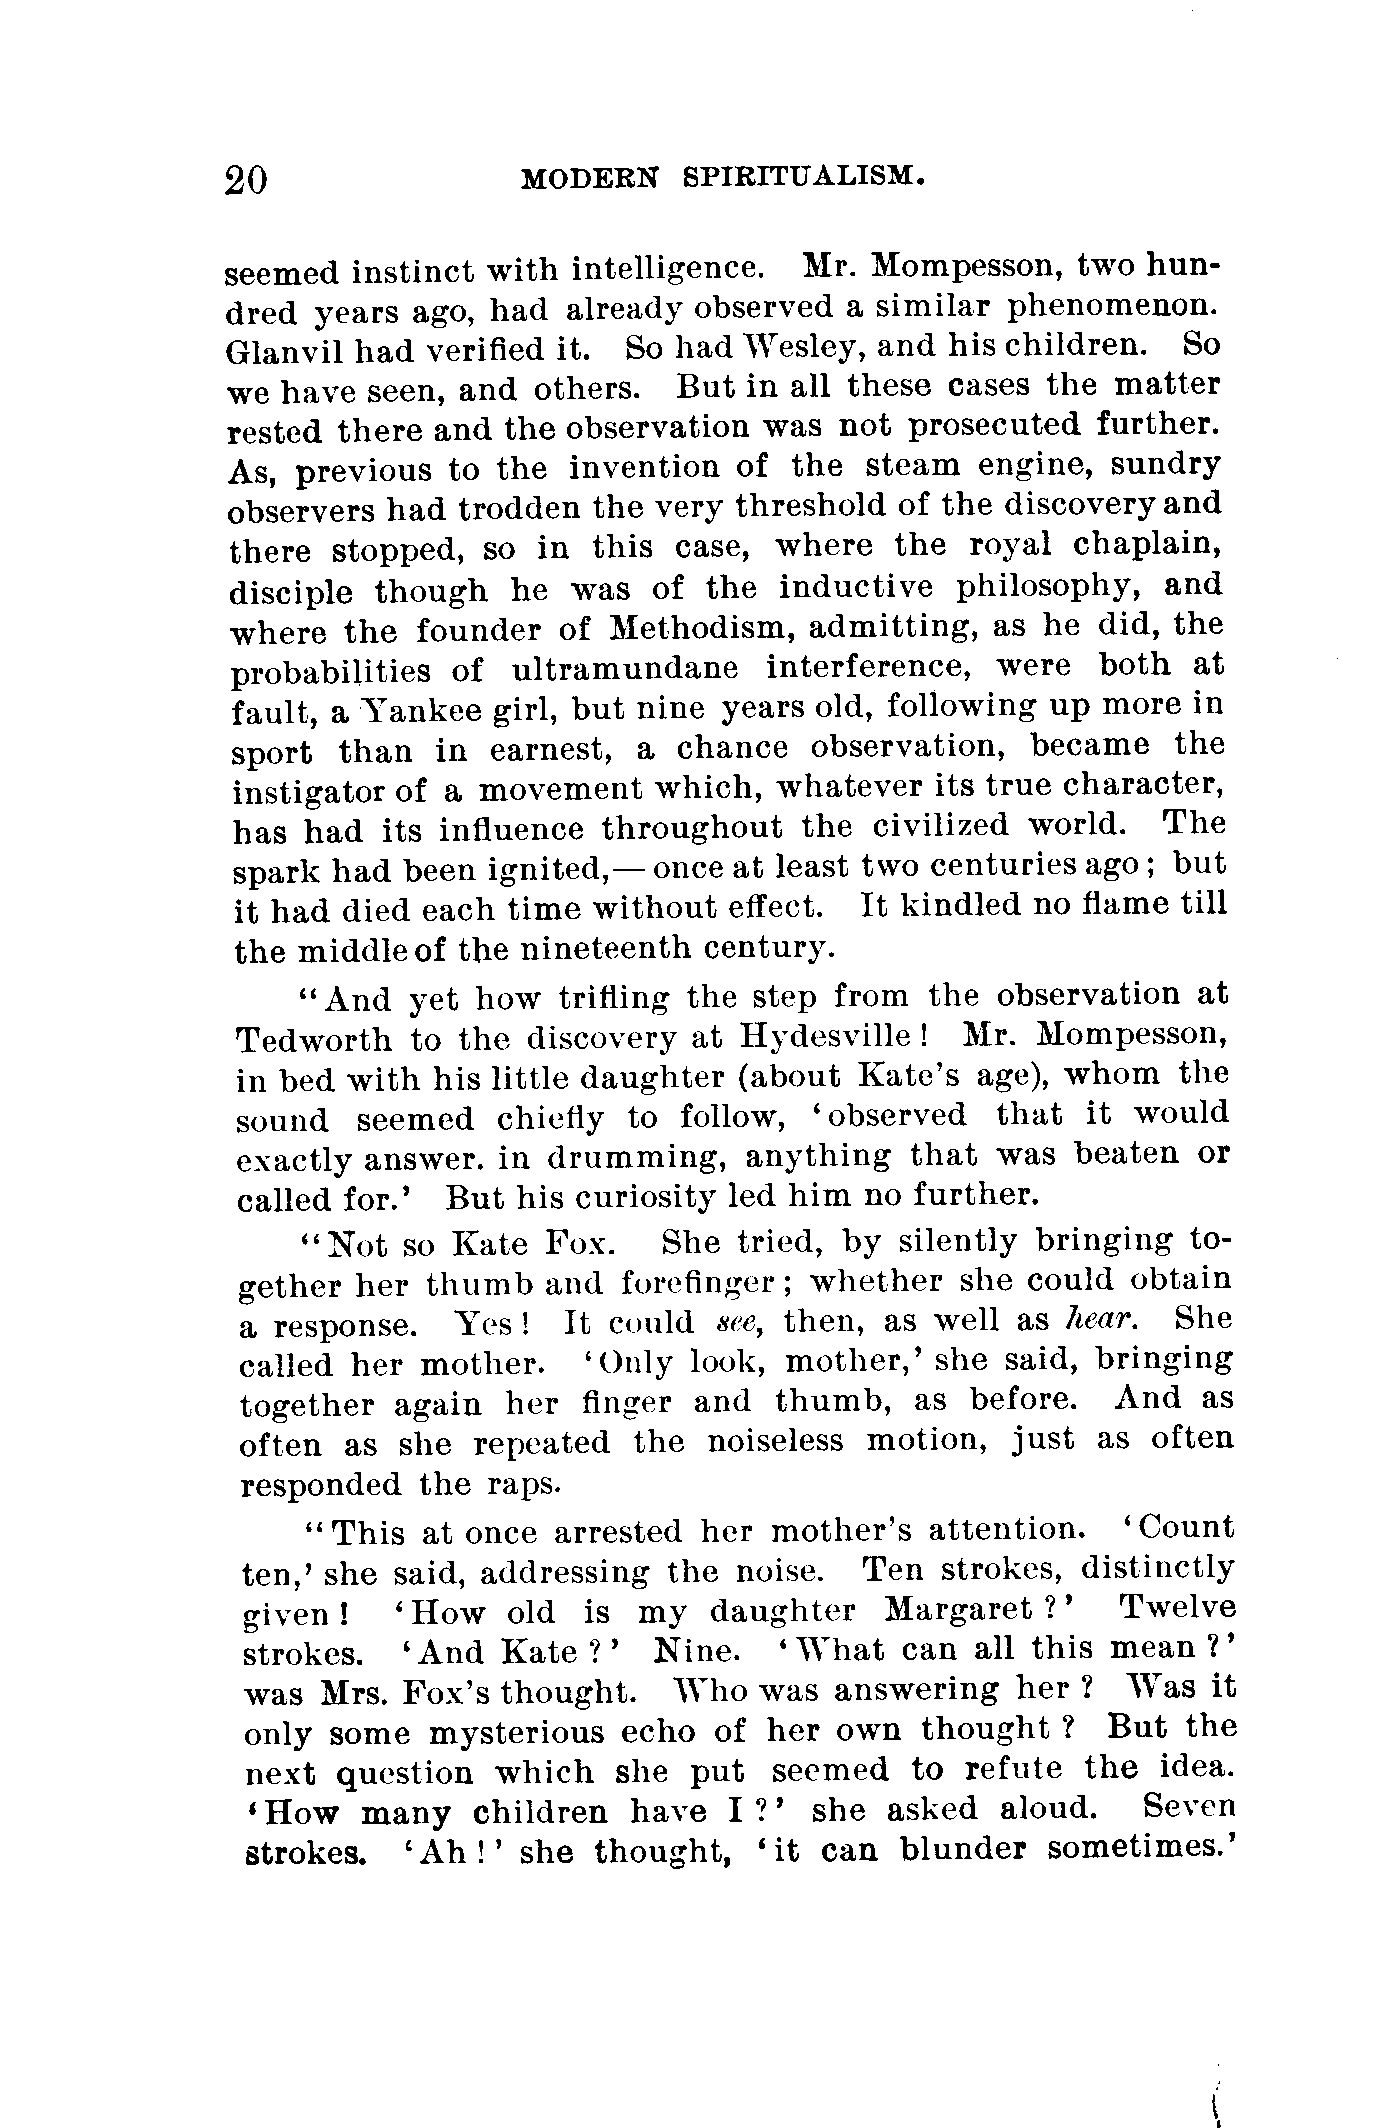 20 MODERN SPIRITUALISM.
seemed instinct with intelligence. Mr. Mompesson, two hun-
dred years ago, had already observed a similar phenomenon.
Glanvil had verified it. So had Wesley, and his children. So
we have seen, and others. But in all these cases the matter
rested there and the observation was not prosecuted further.
As, previous to the invention of the steam engine, sundry
observers had trodden the very threshold of the discovery and
there stopped, so in this case, where the royal chaplain,
disciple though he was of the inductive philosophy, and
where the founder of Methodism, admitting, as he did, the
probabilities of ultramundane interference, were both at
fault, a Yankee girl, but nine years old, following up more in
sport than in earnest, a chance observation, became the
instigator of a movement which, whatever its true character,
has had its influence throughout the civilized world. The
spark had been ignited,— once at least two centuries ago; but
it had died each time without effect. It kindled no flame till
the middle of the nineteenth century.
“And yet how trifling the step from the observation at
Tedworth to the discovery at Hydesville! Mr. Mompesson,
in bed with his little daughter (about Kate's age), whom the
sound seemed chiefly to follow, ‘observed that it would
exactly answer. in drumming, anything that was beaten or
called for.’ But his curiosity led him no further.
“Not so Kate Fox. She tried, by silently bringing to-
gether her thumb and forefinger; whether she could obtain
a response. Yes! It could see, then, as well as hear. She
called her mother. ‘Only look, mother,’ she said, bringing
together again her finger and thumb, as before. And as
often as she repeated the noiseless motion, just as often
responded the raps.
“This at once arrested her mother's attention. ‘Count
ten,’ she said, addressing the noise. Ten strokes, distinctly
given! ‘How old is my daughter Margaret?’ Twelve
strokes. ‘And Kate?’ Nine. ‘What can all this mean?’
was Mrs. Fox's thought. Who was answering her? Was it
only some mysterious echo of her own thought? But the
next question which she put seemed to refute the idea.
‘How many children have I?’ she asked aloud. Seven
strokes. ‘Ah!’ she thought, ‘it can blunder sometimes.’